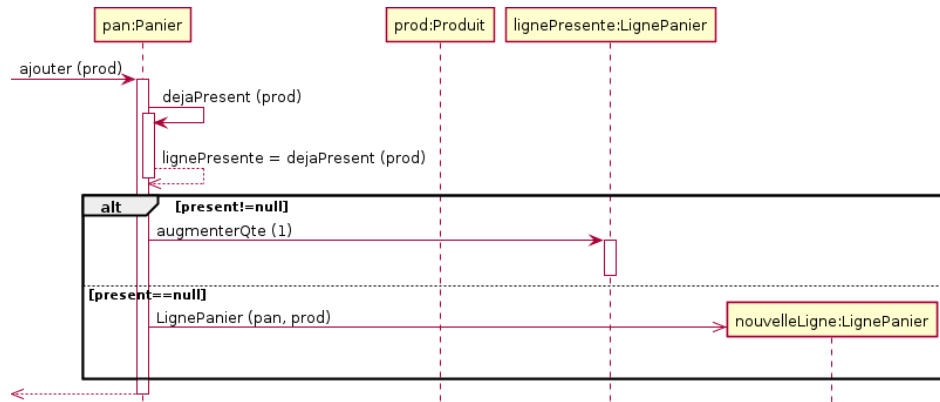 pan:Panier
prod:Produit
lignePresente:LignePanier
ajouter (prod)
dejaPresent (prod)
lignePresente = dejaPresent (prod)
alt
[present!=null]
augmenterQte (1)
[present==null]
LignePanier (pan, prod)
nouvelleLigne:LignePanier